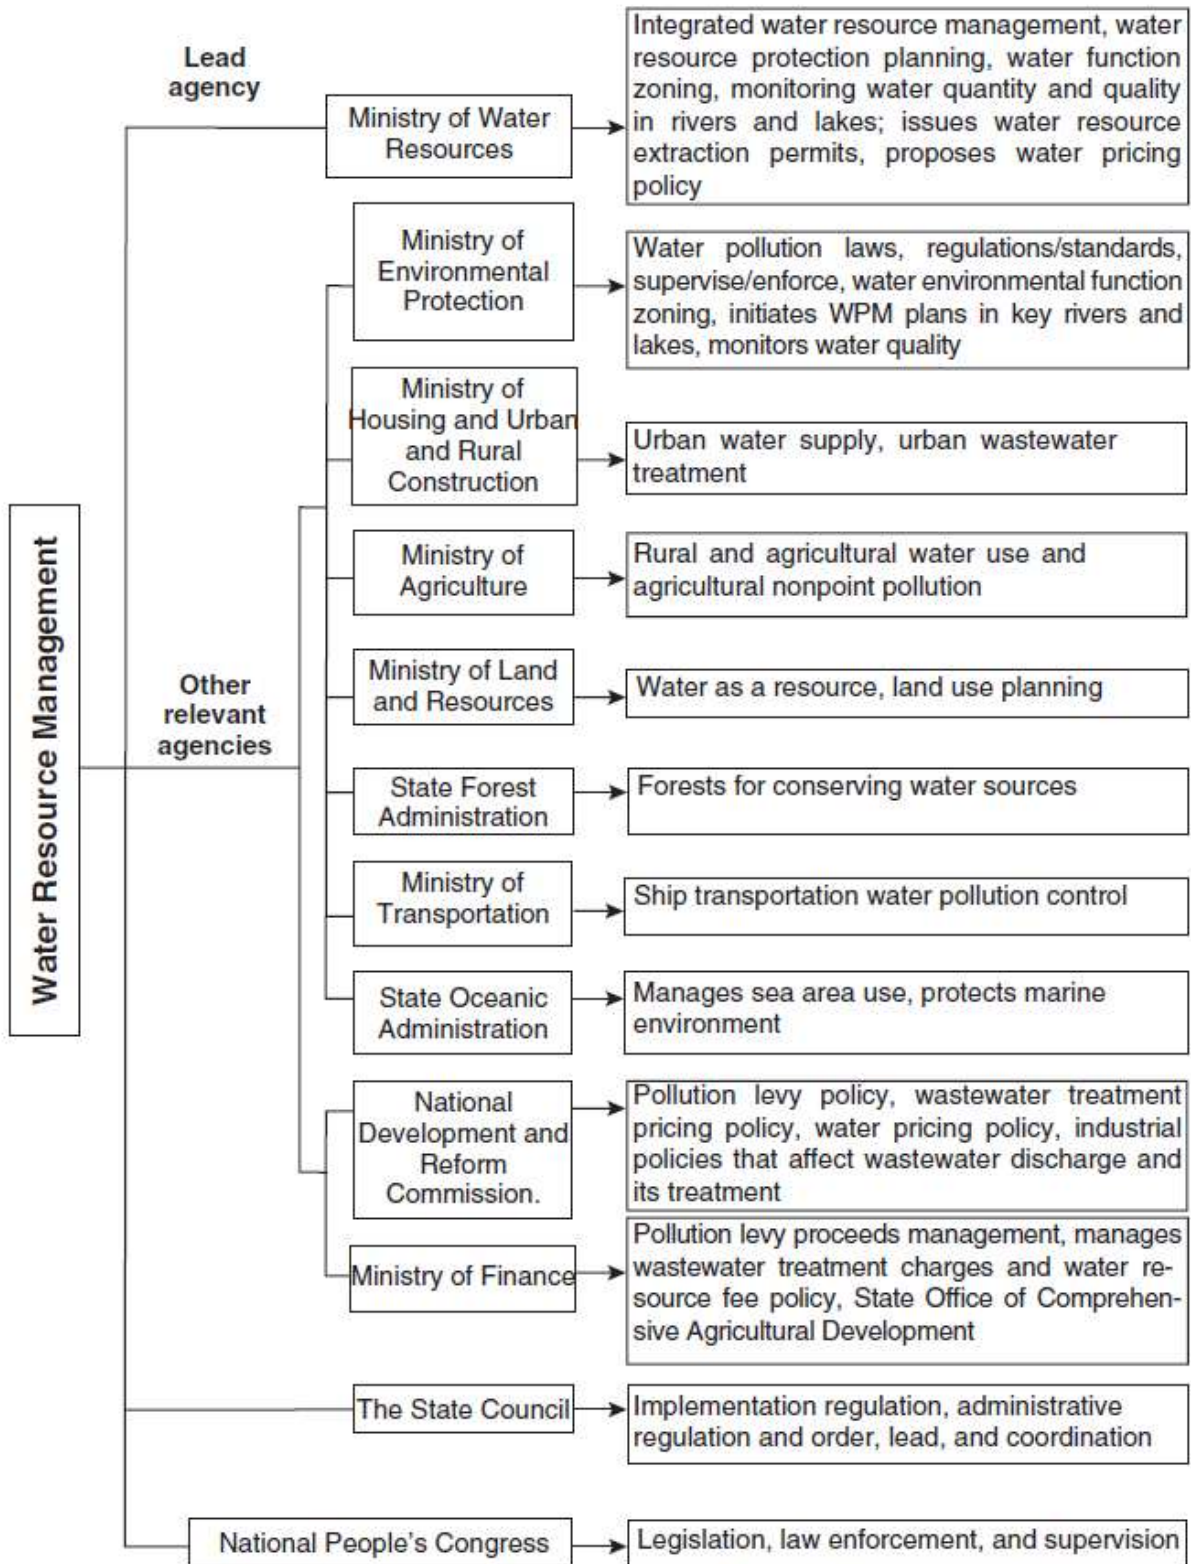 Lead
agency
Ministry of Water
Resources
Integrated water resource management, water
resource protection planning, water function
zoning, monitoring water quantity and quality
in rivers and lakes; issues water resource
extraction permits, proposes water pricing
policy
Ministry of
Environmental
Protection
Water pollution laws, regulations/standards,
supervise/enforce, water environmental function
zoning, initiates WPM plans in key rivers and
lakes, monitors water quality
Ministry of
Housing and Urban
and Rural
Construction
Urban water supply, urban wastewater
treatment
Ministry of
Agriculture
Rural and agricultural water use and
agricultural nonpoint pollution
Water Resource Management
Other
relevant
agencies
Ministry of Land
and Resources
Water as a resource, land use planning
State Forest
Administration
Forests for conserving water sources
Ministry of
Transportation
Ship transportation water pollution control
State Oceanic
Administration
Manages sea area use, protects marine
environment
National
Development and
Reform
Commission.
Pollution levy policy, wastewater treatment
pricing policy, water pricing policy, industrial
policies that affect wastewater discharge and
its treatment
Ministry of Finance
Pollution levy proceeds management, manages
wastewater treatment charges and water re-
source fee policy, State Office of Comprehen-
sive Agricultural Development
The State Council
Implementation regulation, administrative
regulation and order, lead, and coordination
National People's Congress
Legislation, law enforcement, and supervision